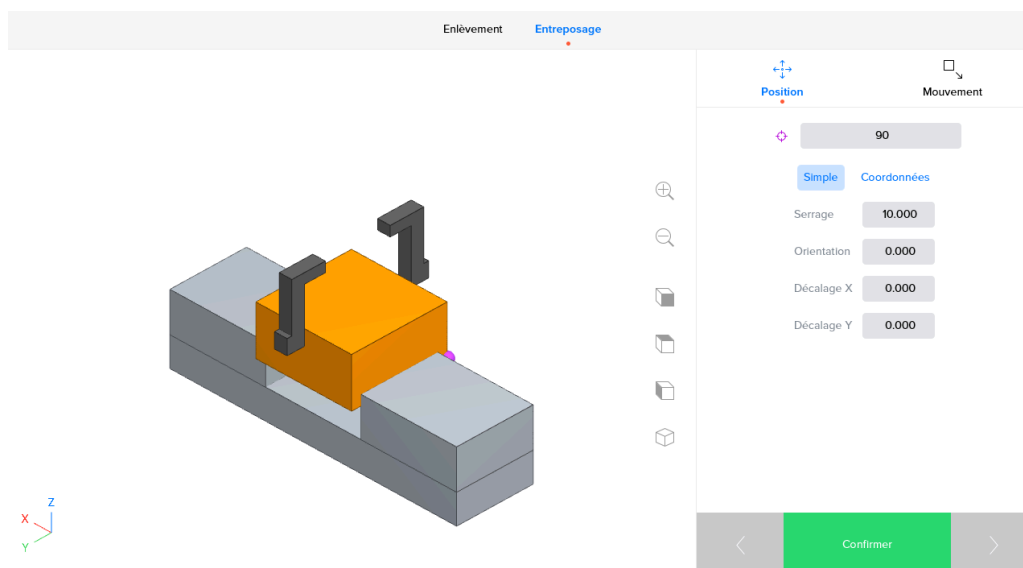 Enlèvement Entreposage
Position Mouvement
90
Simple Coordonnées
Serrage 10.000
Orientation 0.000
Décalage X 0.000
Décalage Y 0.000
Z
X
Y
Confirmer